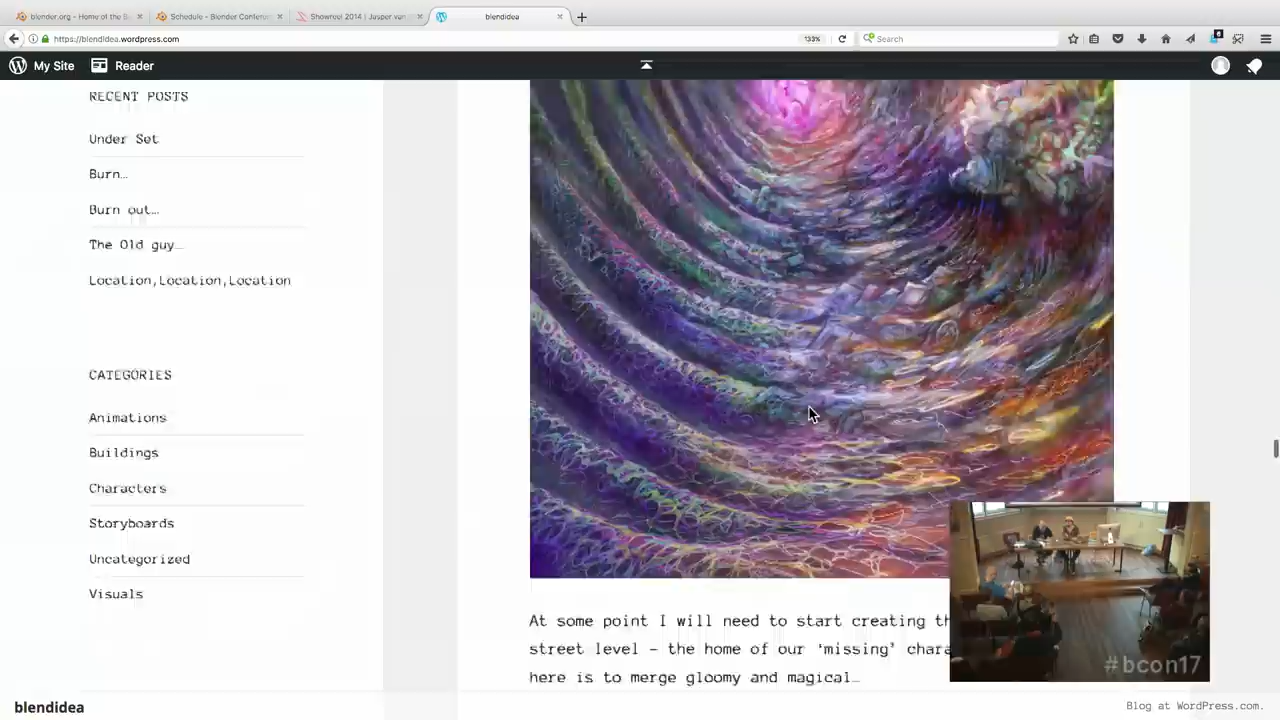 blender.org - Home of the B
Schedule - Blender Conferen
Showreel 2014 | Jasper van
blendidea
https://blendidea.wordpress.com
133%
Search
My Site
Reader
RECENT POSTS
Under Set
Burn…
Burn out…
The Old guy…
Location,Location,Location
CATEGORIES
Animations
Buildings
Characters
Storyboards
Uncategorized
Visuals
At some point I will need to start creating th
street level – the home of our ‘missing’ chara
here is to merge gloomy and magical…
#bcon17
blendidea
Blog at WordPress.com.